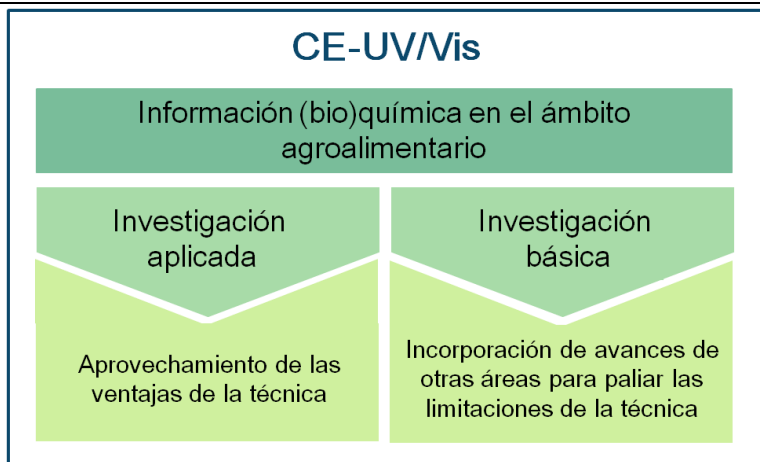 CE-UV/Vis
Información (bio)química en el ámbito
agroalimentario
Investigación
aplicada
Aprovechamiento de las
ventajas de la técnica
Investigación
básica
Incorporación de avances de
otras áreas para paliar las
limitaciones de la técnica